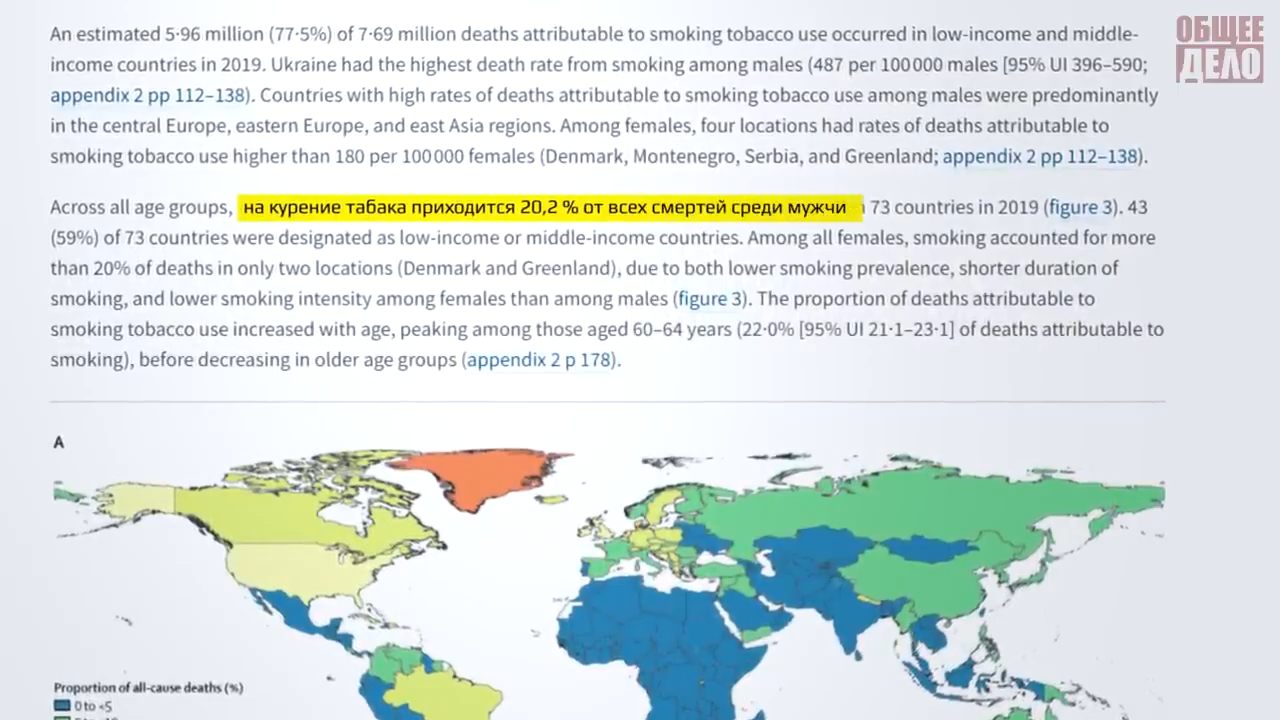 ОБЩЕЕ
ДЕЛО
An estimated 5·96 million (77·5%) of 7·69 million deaths attributable to smoking tobacco use occurred in low-income and middle-
income countries in 2019. Ukraine had the highest death rate from smoking among males (487 per 100 000 males [95% UI 396–590;
appendix 2 pp 112–138). Countries with high rates of deaths attributable to smoking tobacco use among males were predominantly
in the central Europe, eastern Europe, and east Asia regions. Among females, four locations had rates of deaths attributable to
smoking tobacco use higher than 180 per 100 000 females (Denmark, Montenegro, Serbia, and Greenland; appendix 2 pp 112–138).
Across all age groups, на курение табака приходится 20,2 % от всех смертей среди мужчи 73 countries in 2019 (figure 3). 43
(59%) of 73 countries were designated as low-income or middle-income countries. Among all females, smoking accounted for more
than 20% of deaths in only two locations (Denmark and Greenland), due to both lower smoking prevalence, shorter duration of
smoking, and lower smoking intensity among females than among males (figure 3). The proportion of deaths attributable to
smoking tobacco use increased with age, peaking among those aged 60–64 years (22·0% [95% UI 21·1–23·1] of deaths attributable to
smoking), before decreasing in older age groups (appendix 2 p 178).
A
Proportion of all-cause deaths (%)
0 to <5